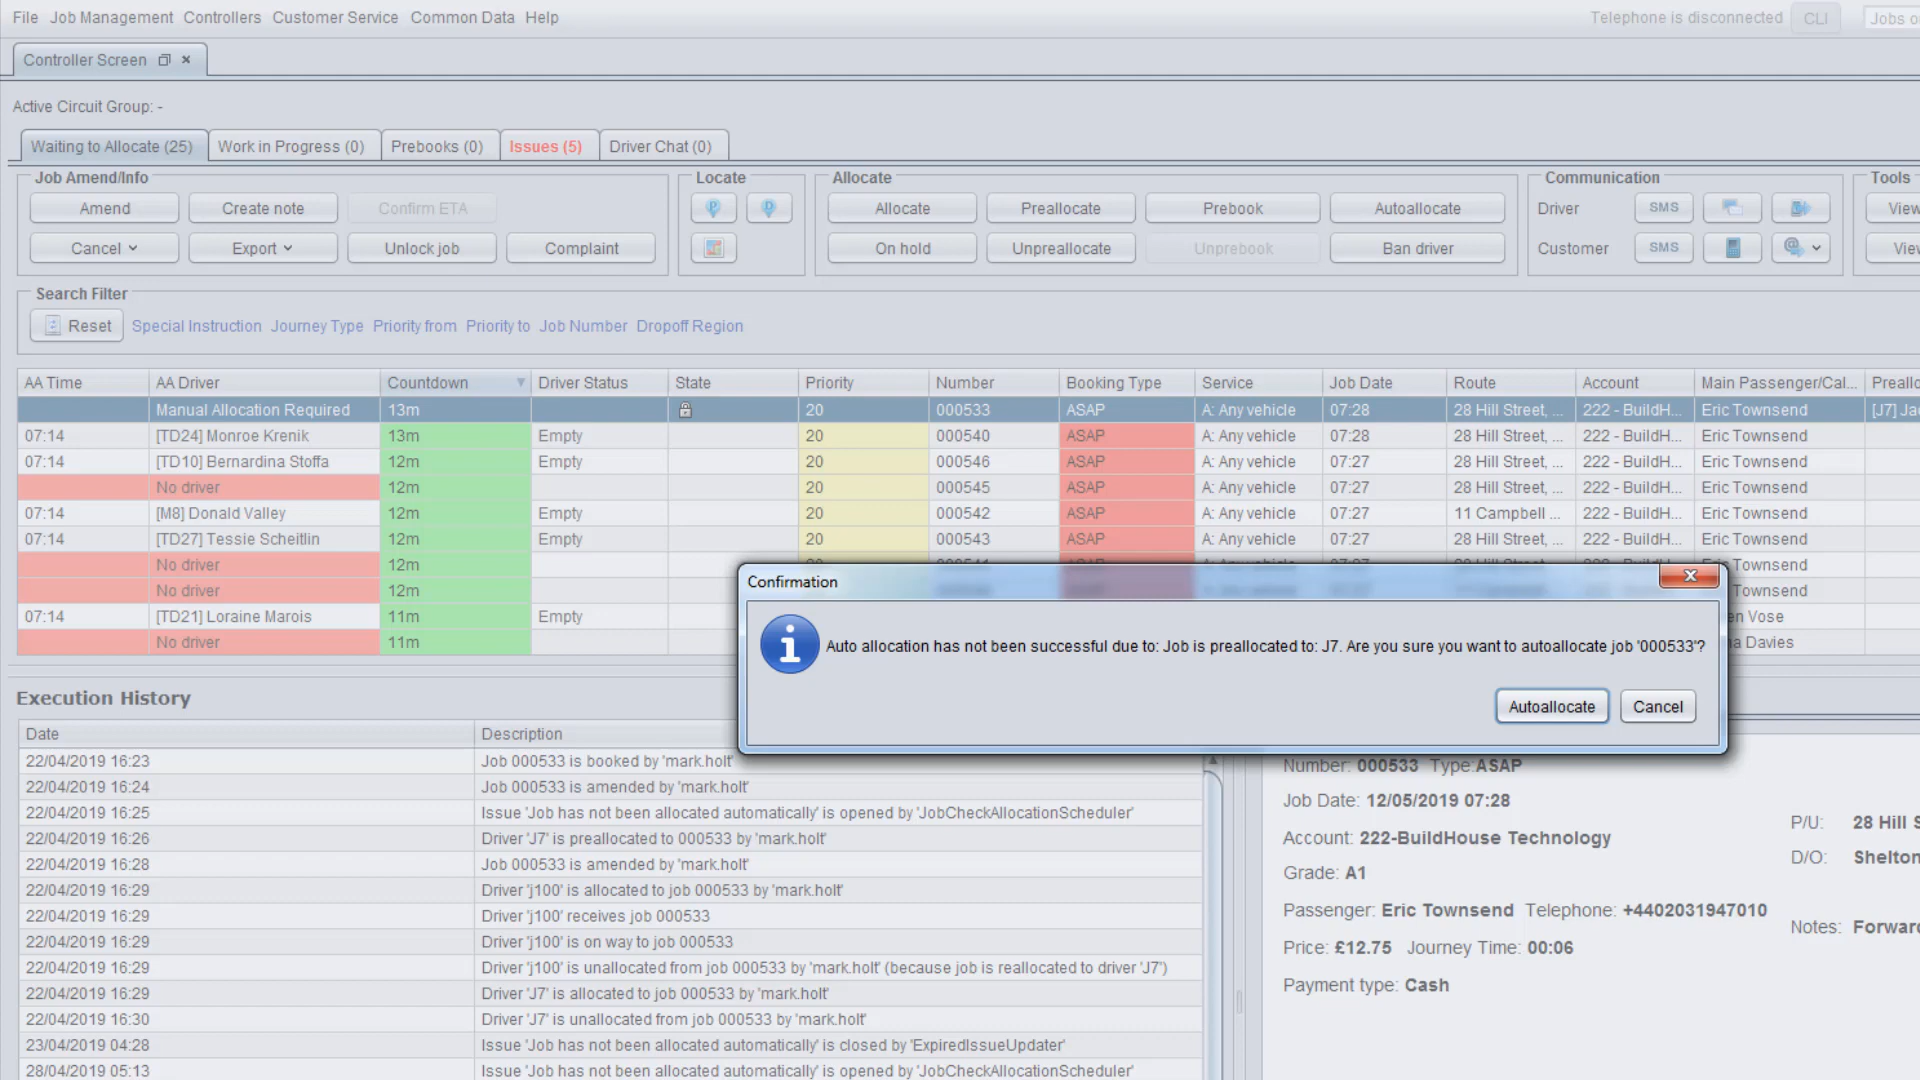 File Job Management Controllers Customer Service Common Data Help Telephone is disconnected CLI Jobs
Controller Screen
Active Circuit Group: -
Waiting to Allocate (25) Work in Progress (0) Prebooks (0) Issues (5) Driver Chat (0)
Job Amend/Info Locate Allocate Communication Tools
Amend Create note Confirm ETA Allocate Preallocate Prebook Autoallocate Driver SMS View
Cancel Export Unlock job Complaint On hold Unpreallocate Unprebook Ban driver Customer SMS
Search Filter
Reset Special Instruction Journey Type Priority from Priority to Job Number Dropoff Region
AA Time AA Driver Countdown Driver Status State Priority Number Booking Type Service Job Date Route Account Main Passenger/Cal...
Manual Allocation Required 13m 20 000533 ASAP A: Any vehicle 07:28 28 Hill Street, ... 222 - BuildH... Eric Townsend [J7]
07:14 [TD24] Monroe Krenik 13m Empty 20 000540 ASAP A: Any vehicle 07:28 28 Hill Street, ... 222 - BuildH... Eric Townsend
07:14 [TD10] Bernardina Stoffa 12m Empty 20 000546 ASAP A: Any vehicle 07:27 28 Hill Street, ... 222 - BuildH... Eric Townsend
No driver 12m 20 000545 ASAP A: Any vehicle 07:27 28 Hill Street, ... 222 - BuildH... Eric Townsend
07:14 [M8] Donald Valley 12m Empty 20 000542 ASAP A: Any vehicle 07:27 11 Campbell ... 222 - BuildH... Eric Townsend
07:14 [TD27] Tessie Scheitlin 12m Empty 20 000543 ASAP A: Any vehicle 07:27 28 Hill Street, ... 222 - BuildH... Eric Townsend
No driver 12m
No driver 12m
07:14 [TD21] Loraine Marois 11m Empty Vose
No driver 11m Davies
Confirmation
Auto allocation has not been successful due to: Job is preallocated to: J7. Are you sure you want to autoallocate job '000533'?
Autoallocate Cancel
Execution History
Date Description
22/04/2019 16:23 Job 000533 is booked by 'mark.holt'
22/04/2019 16:24 Job 000533 is amended by 'mark.holt'
22/04/2019 16:25 Issue 'Job has not been allocated automatically' is opened by 'JobCheckAllocationScheduler'
22/04/2019 16:26 Driver 'J7' is preallocated to 000533 by 'mark.holt'
22/04/2019 16:28 Job 000533 is amended by 'mark.holt'
22/04/2019 16:29 Driver 'j100' is allocated to job 000533 by 'mark.holt'
22/04/2019 16:29 Driver 'j100' receives job 000533
22/04/2019 16:29 Driver 'j100' is on way to job 000533
22/04/2019 16:29 Driver 'j100' is unallocated from job 000533 by 'mark.holt' (because job is reallocated to driver 'J7')
22/04/2019 16:29 Driver 'J7' is allocated to job 000533 by 'mark.holt'
22/04/2019 16:30 Driver 'J7' is unallocated from job 000533 by 'mark.holt'
23/04/2019 04:28 Issue 'Job has not been allocated automatically' is closed by 'ExpiredIssueUpdater'
28/04/2019 05:13 Issue 'Job has not been allocated automatically' is opened by 'JobCheckAllocationScheduler'
Number: 000533 Type:ASAP
Job Date: 12/05/2019 07:28
Account: 222-BuildHouse Technology
Grade: A1
Passenger: Eric Townsend Telephone: +4402031947010
Price: £12.75 Journey Time: 00:06
Payment type: Cash
P/U: 28 Hill
D/O: Shelton
Notes: Forward